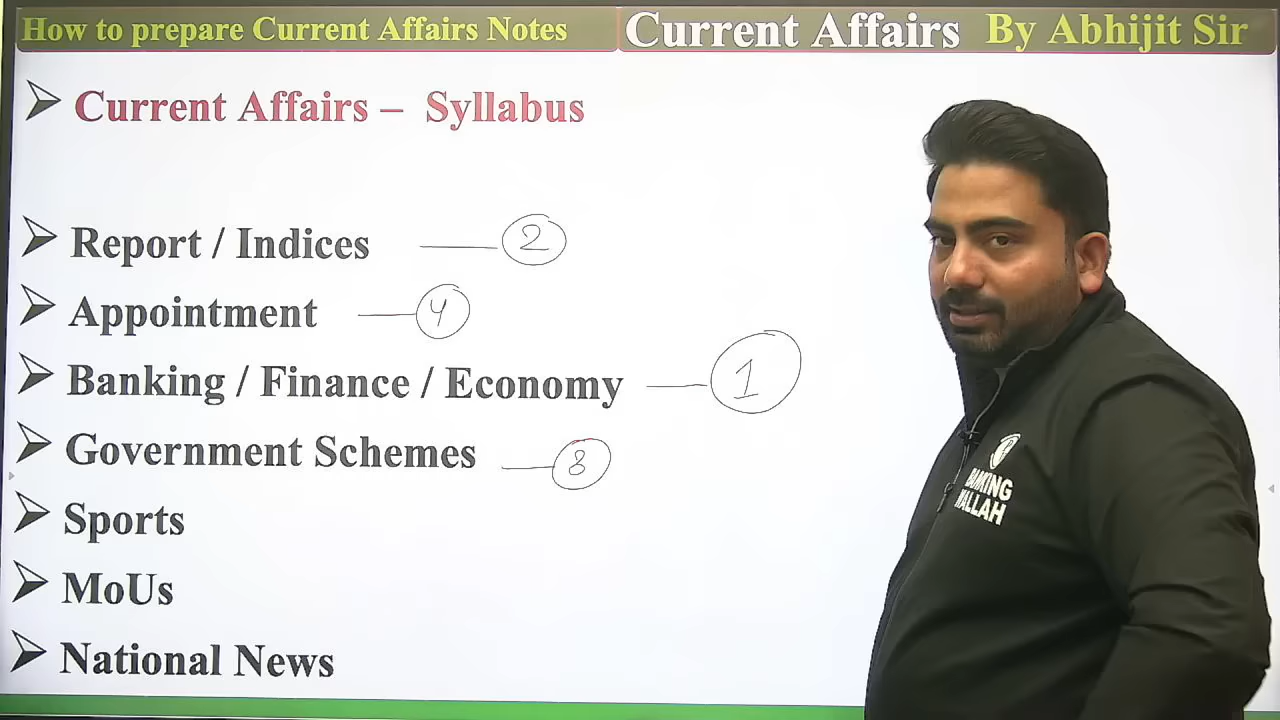 How to prepare Current Affairs Notes
Current Affairs By Abhijit Sir
Current Affairs – Syllabus
Report / Indices 2
Appointment 4
Banking / Finance / Economy 1
Government Schemes 8
Sports
MoUs
National News
BANKING
WALLAH